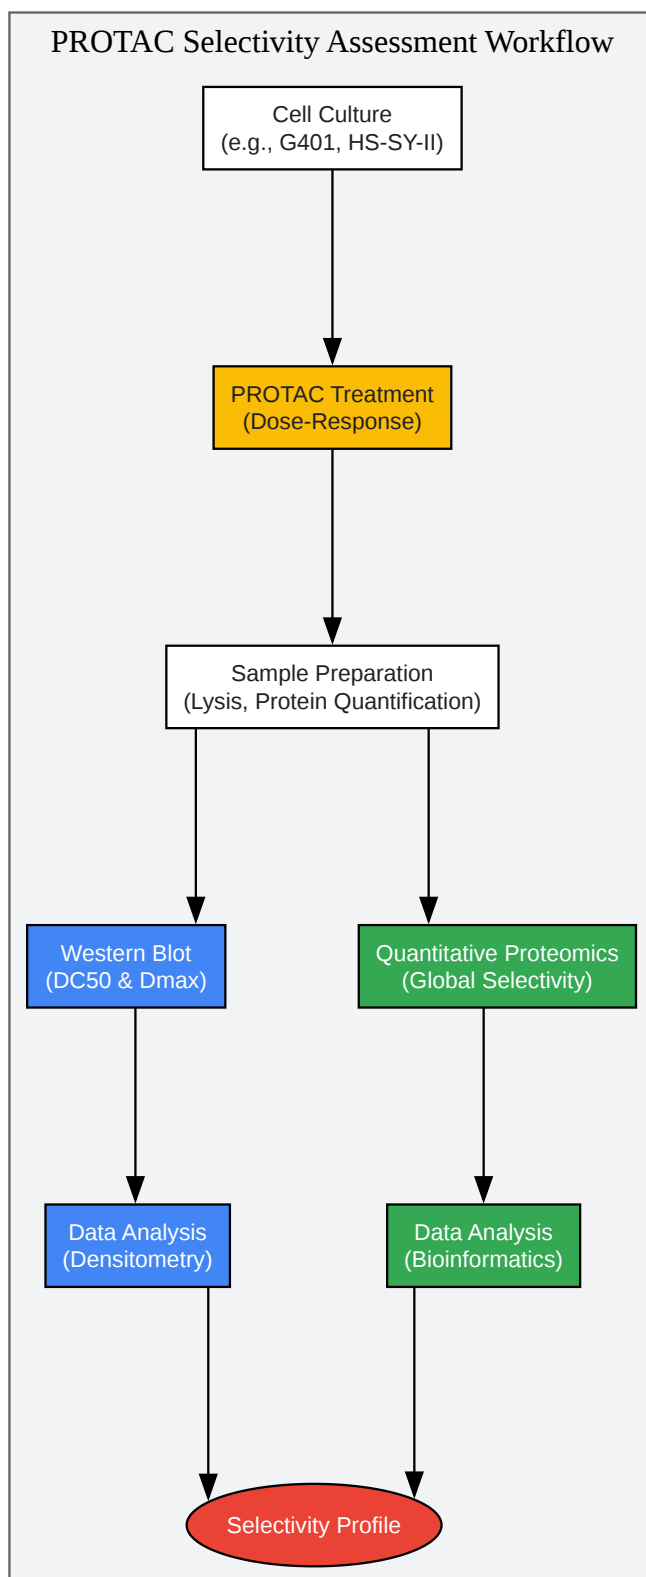 PROTAC Selectivity Assessment Workflow
Cell Culture
(e.g., G401, HS-SY-II)
PROTAC Treatment
(Dose-Response)
Sample Preparation
(Lysis, Protein Quantification)
Western Blot
(DC50 & Dmax)
Quantitative Proteomics
(Global Selectivity)
Data Analysis
(Densitometry)
Data Analysis
(Bioinformatics)
Selectivity Profile